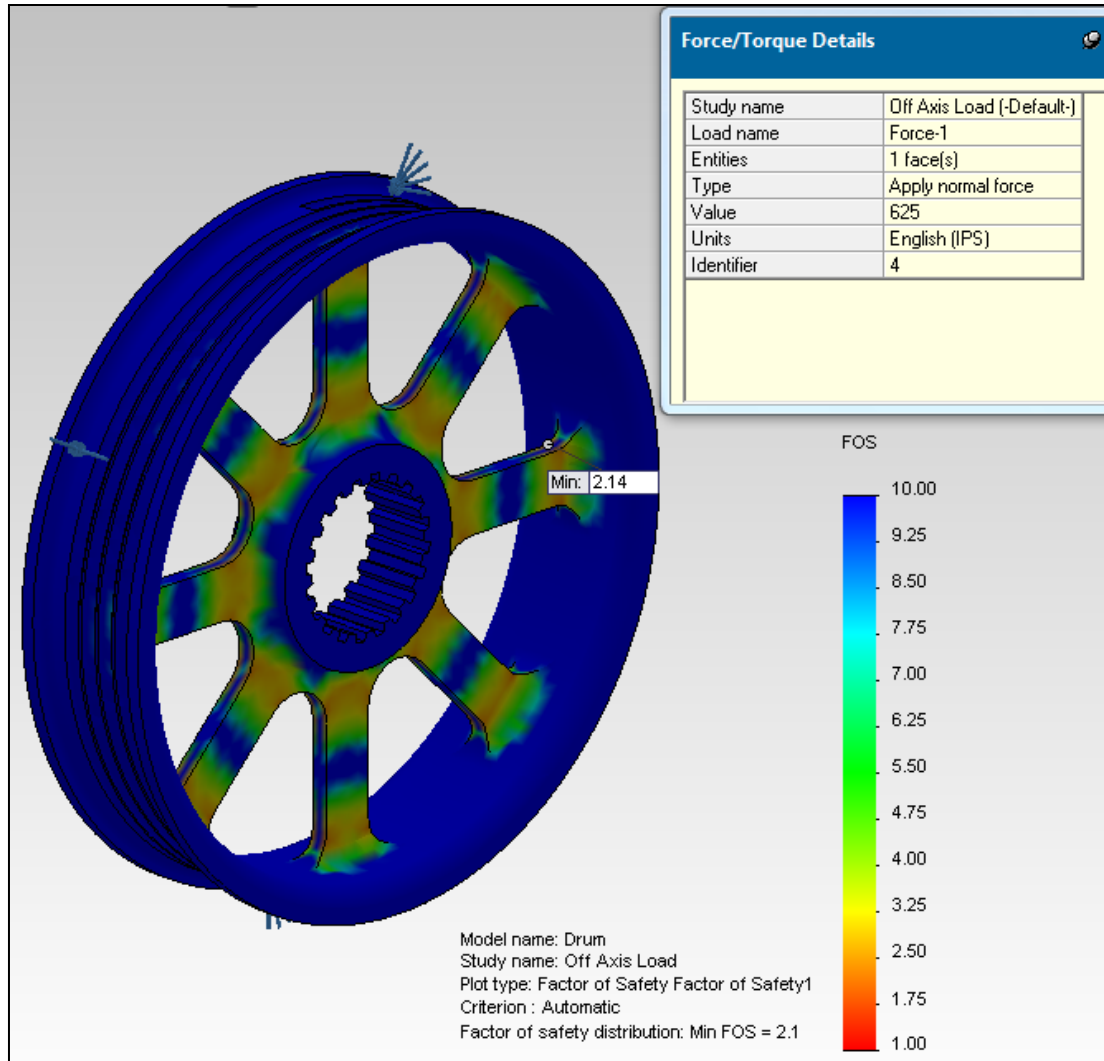 Force/Torque Details
Study name Off Axis Load (-Default-)
Load name Force-1
Entities 1 face(s)
Type Apply normal force
Value 625
Units English (IPS)
Identifier 4
FOS
10.00
9.25
8.50
7.75
7.00
6.25
5.50
4.75
4.00
3.25
2.50
1.75
1.00
Min: 2.14
Model name: Drum
Study name: Off Axis Load
Plot type: Factor of Safety Factor of Safety1
Criterion : Automatic
Factor of safety distribution: Min FOS = 2.1